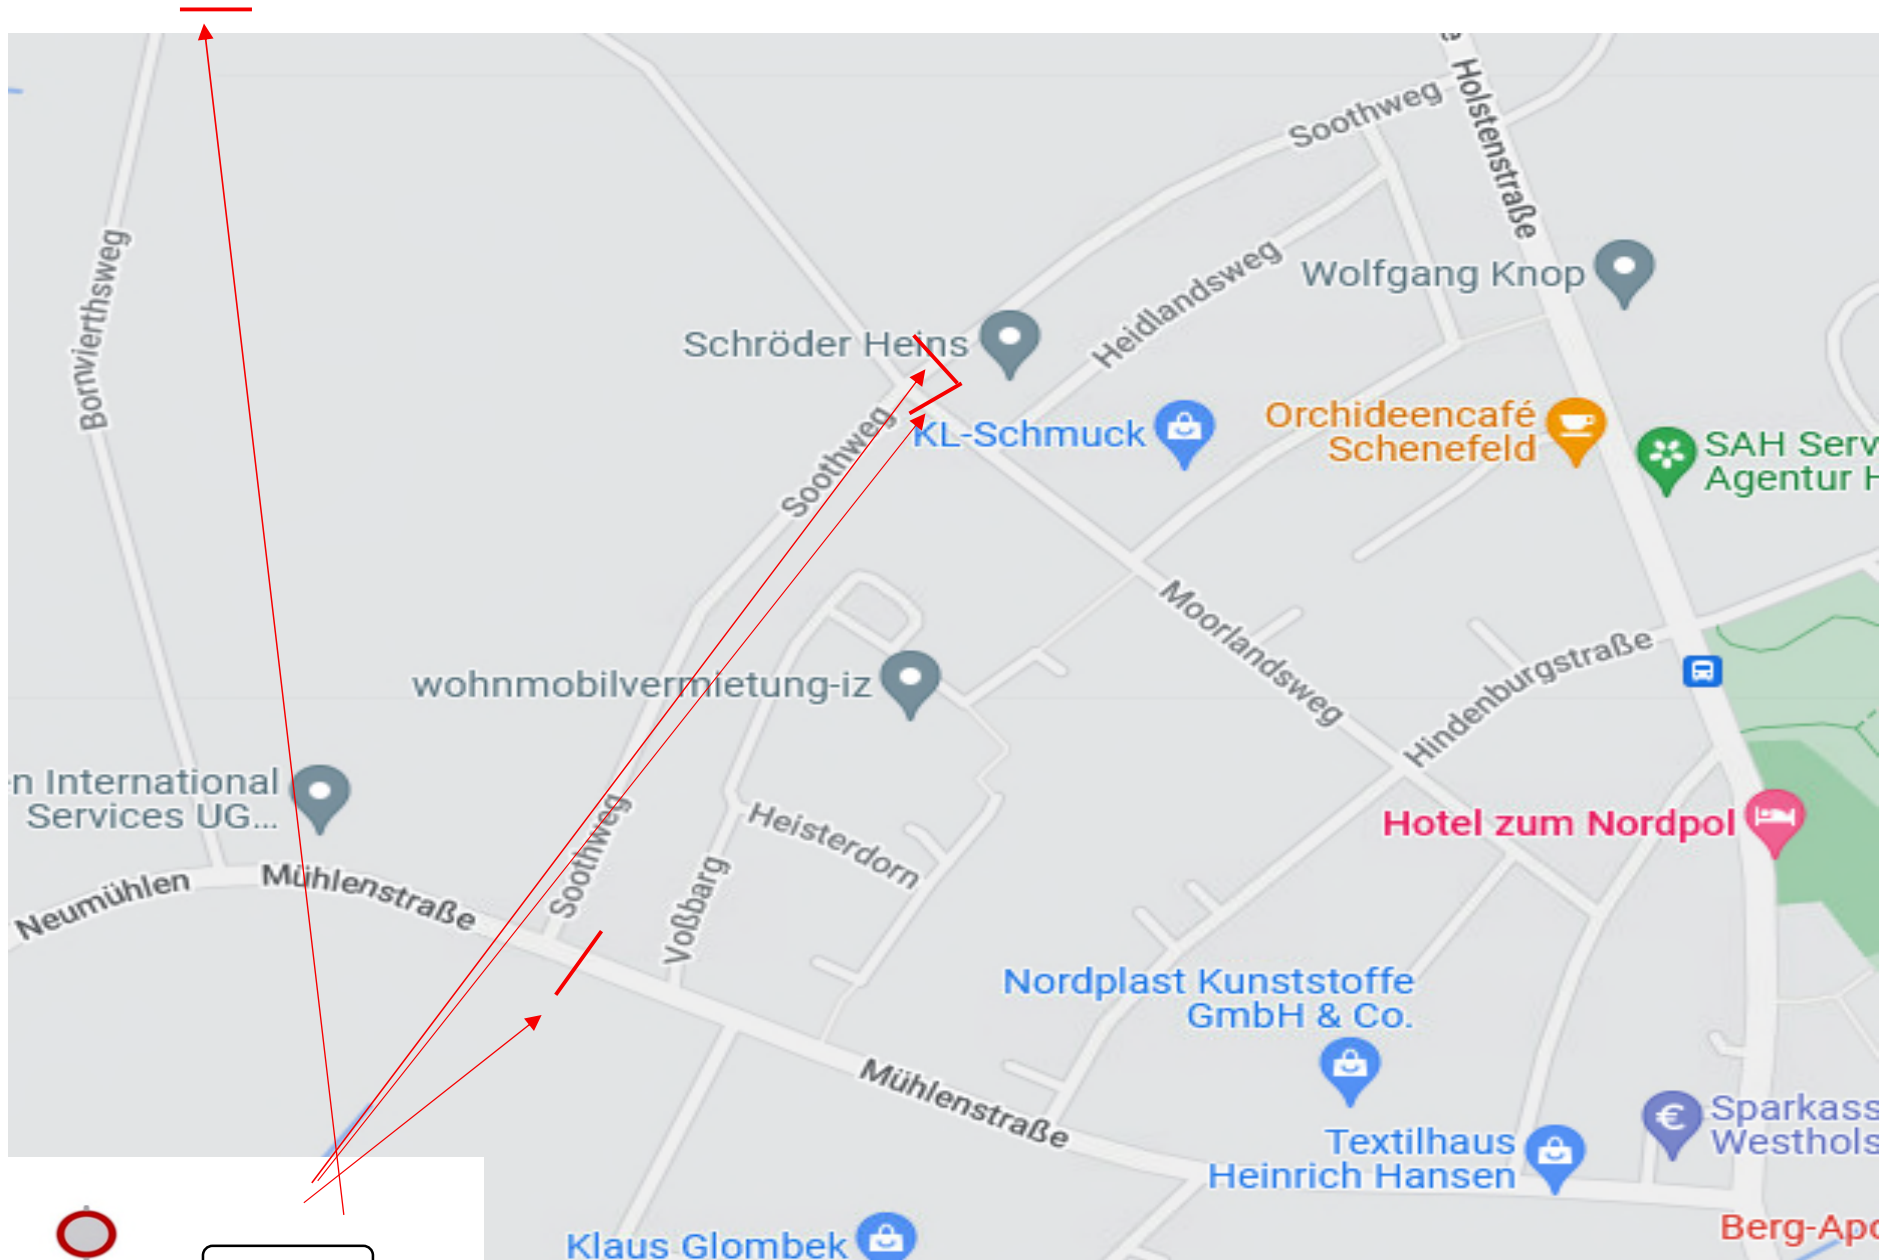 Holstenstraße
Soothweg
Bornvierthsweg
Heidlandsweg
Wolfgang Knop
Schröder Heins
Soothweg
KL-Schmuck
Orchideencafé
Schenefeld
SAH Serv
Agentur H
Moorlandsweg
Hindenburgstraße
wohnmobilvermietung-iz
n International
Services UG...
Soothweg
Heisterdorn
Voßbarg
Hotel zum Nordpol
Neumühlen
Mühlenstraße
Nordplast Kunststoffe
GmbH & Co.
Mühlenstraße
Sparkass
Westhols
Textilhaus
Heinrich Hansen
Klaus Glombek
Berg-Apo